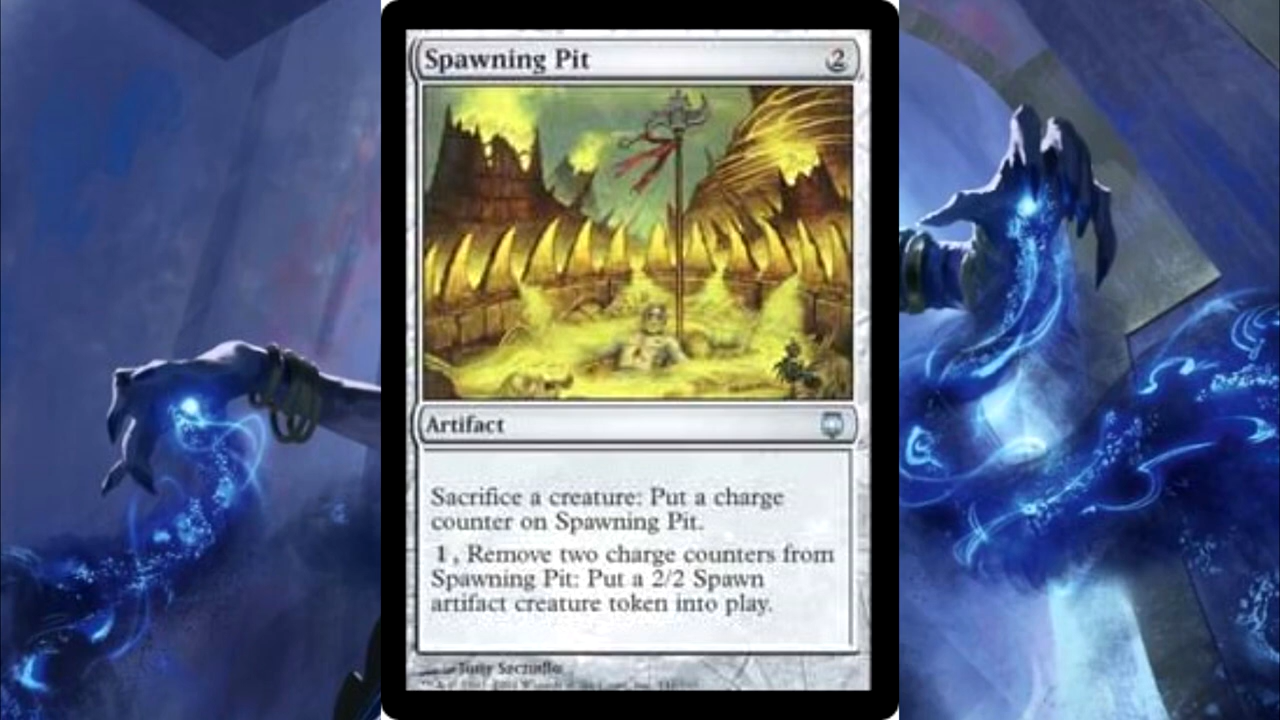 Spawning Pit 2
Artifact
Sacrifice a creature: Put a charge
counter on Spawning Pit.
1, Remove two charge counters from
Spawning Pit: Put a 2/2 Spawn
artifact creature token into play.